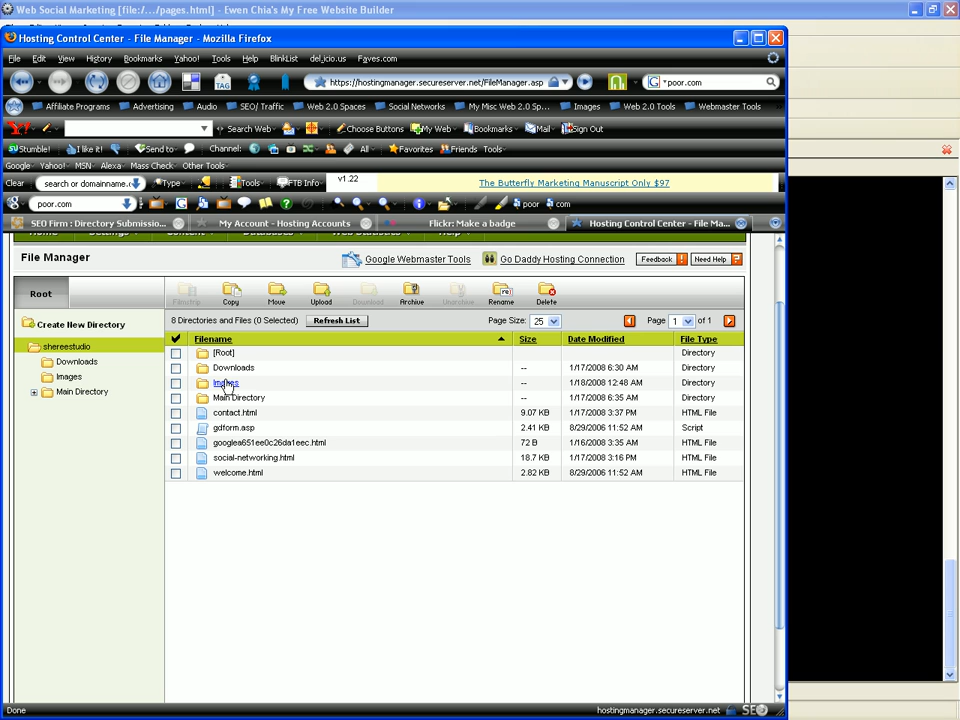 Web Social Marketing [file:/.../pages.html] - Ewen Chia's My Free Website Builder
Hosting Control Center - File Manager - Mozilla Firefox
File Edit View History Bookmarks Yahoo! Tools Help BlinkList del.icio.us Faves.com
TAG https://hostingmanager.secureserver.net/FileManager.asp *poor.com
Affiliate Programs Advertising Audio SEO/ Traffic Web 2.0 Spaces Social Networks My Misc Web 2.0 Sp... Images Web 2.0 Tools Webmaster Tools
Search Web Choose Buttons My Web Bookmarks Mail Sign Out
Stumble! I like it! Send to Channel: All Favorites Friends Tools
Google Yahoo! MSN Alexa Mass Check Other Tools
Clear search or domainname.c Type Tools FTB Info v1.22 The Butterfly Marketing Manuscript Only $97
poor.com poor com
SEO Firm : Directory Submissio... My Account - Hosting Accounts Flickr: Make a badge Hosting Control Center - File Ma...
File Manager Google Webmaster Tools Go Daddy Hosting Connection Feedback Need Help
Root Filmstrip Copy Move Upload Download Archive Unarchive Rename Delete
8 Directories and Files (0 Selected) Refresh List Page Size: 25 Page 1 of 1
Create New Directory
shereestudio
Downloads
Images
Main Directory
Filename Size Date Modified File Type
[Root] Directory
Downloads -- 1/17/2008 6:30 AM Directory
Images -- 1/18/2008 12:48 AM Directory
Main Directory -- 1/17/2008 6:35 AM Directory
contact.html 9.07 KB 1/17/2008 3:37 PM HTML File
gdform.asp 2.41 KB 8/29/2006 11:52 AM Script
googlea651ee0c26da1eec.html 72 B 1/16/2008 3:35 AM HTML File
social-networking.html 18.7 KB 1/17/2008 3:16 PM HTML File
welcome.html 2.82 KB 8/29/2006 11:52 AM HTML File
Done hostingmanager.secureserver.net SEO